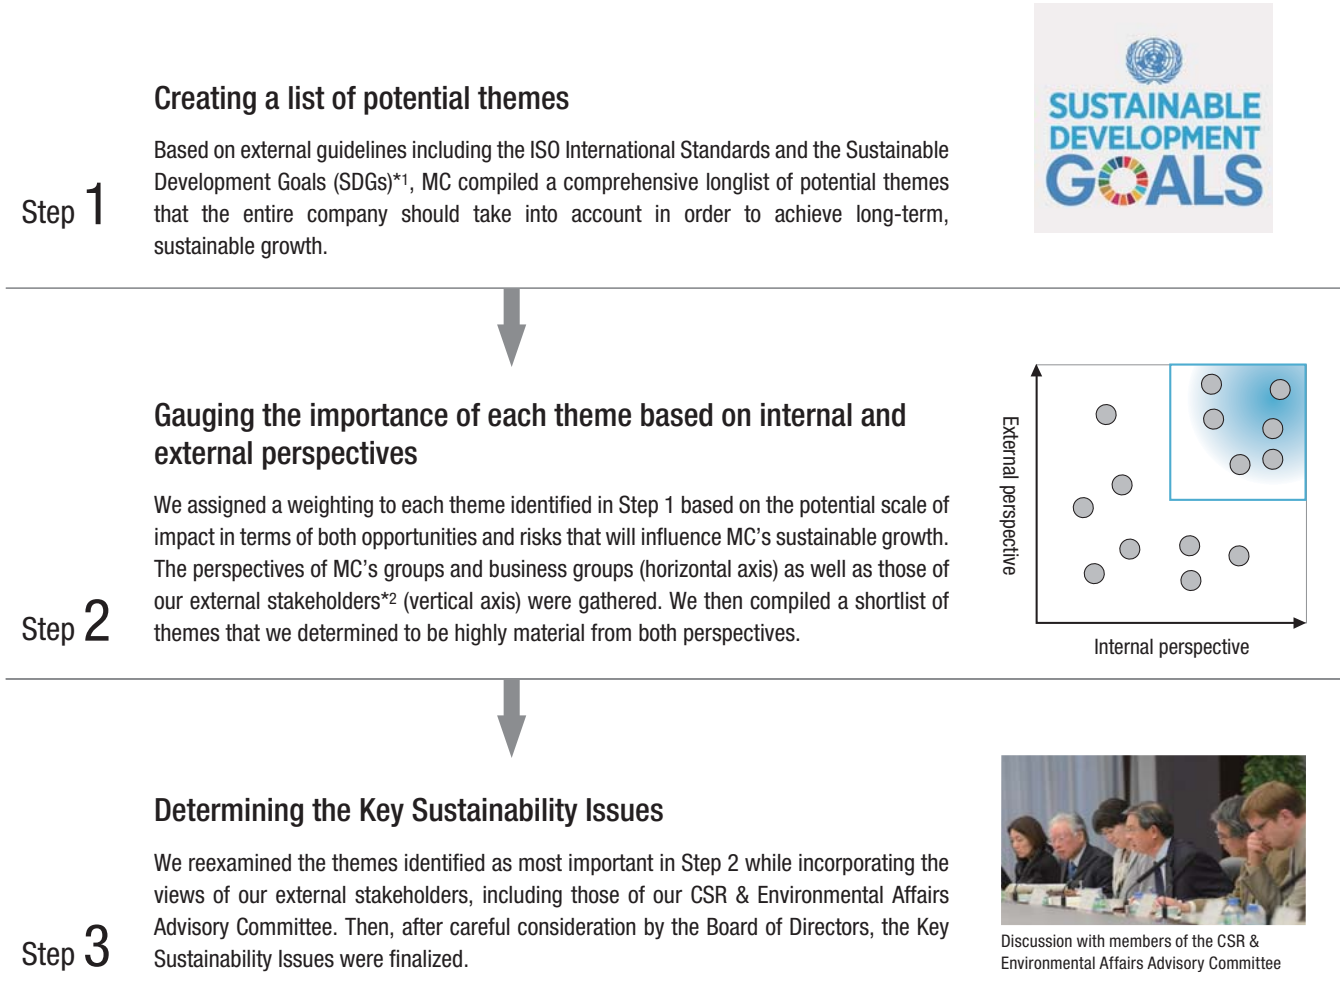 Creating a list of potential themes
Based on external guidelines including the ISO International Standards and the Sustainable
Development Goals (SDGs)*1, MC compiled a comprehensive longlist of potential themes
that the entire company should take into account in order to achieve long-term,
sustainable growth.
Step 1
SUSTAINABLE
DEVELOPMENT
GOALS
Gauging the importance of each theme based on internal and
external perspectives
We assigned a weighting to each theme identified in Step 1 based on the potential scale of
impact in terms of both opportunities and risks that will influence MC's sustainable growth.
The perspectives of MC's groups and business groups (horizontal axis) as well as those of
our external stakeholders*2 (vertical axis) were gathered. We then compiled a shortlist of
themes that we determined to be highly material from both perspectives.
Step 2
External perspective
Internal perspective
Determining the Key Sustainability Issues
We reexamined the themes identified as most important in Step 2 while incorporating the
views of our external stakeholders, including those of our CSR & Environmental Affairs
Advisory Committee. Then, after careful consideration by the Board of Directors, the Key
Sustainability Issues were finalized.
Step 3
Discussion with members of the CSR &
Environmental Affairs Advisory Committee